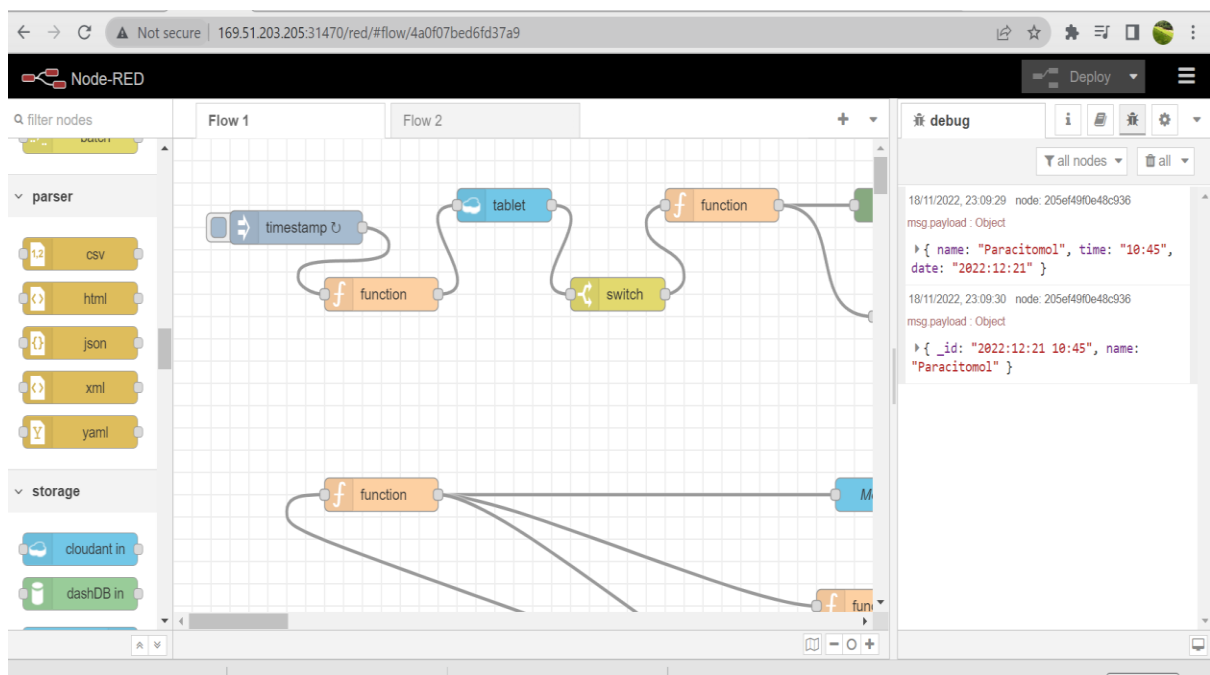 Not secure 169.51.203.205:31470/red/#flow/4a0f07bed6fd37a9
Node-RED
Deploy
filter nodes
Flow 1
Flow 2
debug
i
all nodes
all
batch
parser
csv
html
json
xml
yaml
storage
cloudant in
dashDB in
timestamp ↻
function
tablet
switch
function
function
18/11/2022, 23:09:29 node: 205ef49f0e48c936
msg.payload : Object
{ name: "Paracitomol", time: "10:45",
date: "2022:12:21" }
18/11/2022, 23:09:30 node: 205ef49f0e48c936
msg.payload : Object
{ _id: "2022:12:21 10:45", name:
"Paracitomol" }